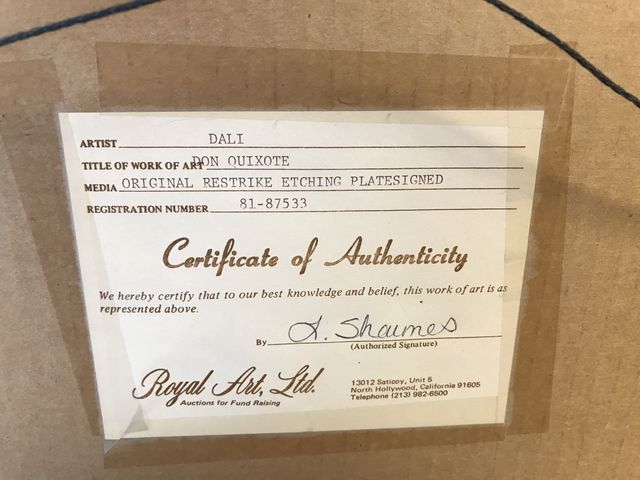 ARTIST DALI
TITLE OF WORK OF ART DON QUIXOTE
MEDIA ORIGINAL RESTRIKE ETCHING PLATESIGNED
REGISTRATION NUMBER 81-87533
Certificate of Authenticity
We hereby certify that to our best knowledge and belief, this work of art is as
represented above.
By A. Shaimes
(Authorized Signature)
Royal Art, Ltd.
Auctions for Fund Raising
13012 Saticoy, Unit 5
North Hollywood, California 91605
Telephone (213) 982-6500